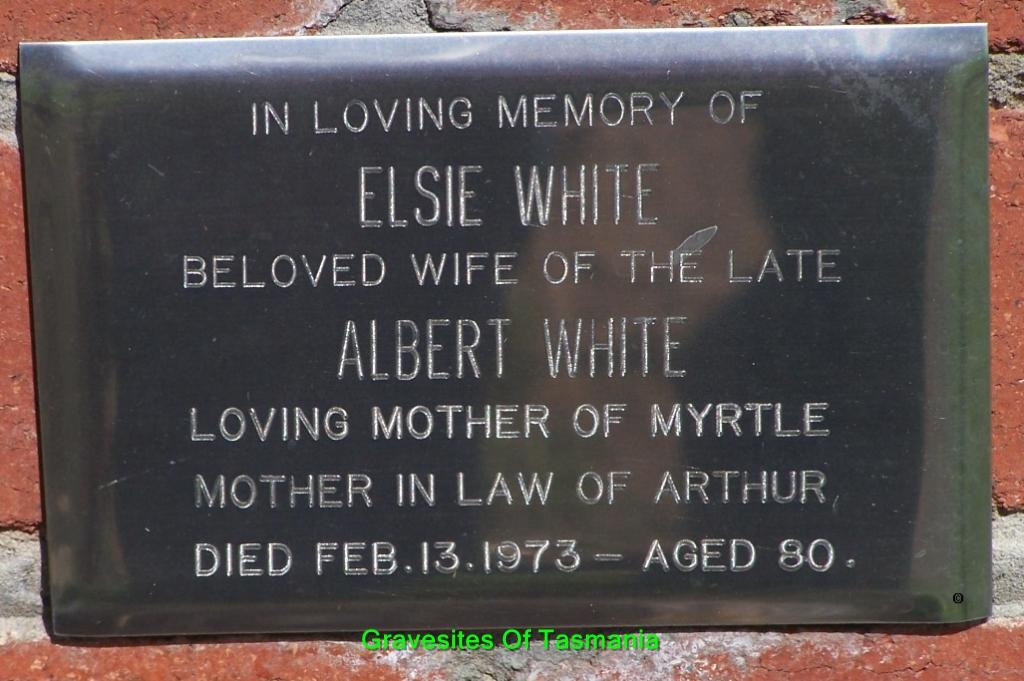 IN LOVING MEMORY OF
ELSIE WHITE
BELOVED WIFE OF THE LATE
ALBERT WHITE
LOVING MOTHER OF MYRTLE
MOTHER IN LAW OF ARTHUR
DIED FEB.13.1973 — AGED 80.
©
Gravesites Of Tasmania